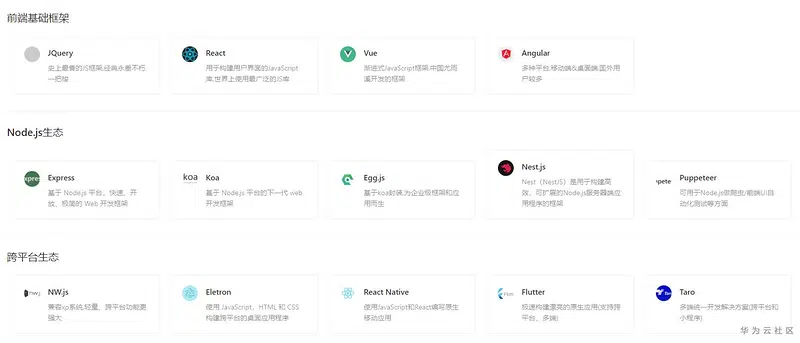 前端基础框架
JQuery
史上最香的JS框架,经典永垂不朽,
一把梭
React
用于构建用户界面的JavaScript
库,世界上使用最广泛的JS库
Vue
渐进式JavaScript框架,中国尤雨
溪开发的框架
Angular
多种平台,移动端&桌面端,国外用
户较多
Node.js生态
Express
基于 Node.js 平台、快速、开
放、极简的 Web 开发框架
koa
Koa
基于 Node.js 平台的下一代 web
开发框架
Egg.js
基于koa封装,为企业级框架和应
用而生
Nest.js
Nest（NestJS）是用于构建高
效、可扩展的Node.js服务器端应
用程序的框架
Puppeteer
可用于Node.js做爬虫/前端UI自
动化测试等方面
跨平台生态
NW.js
兼容xp系统,轻量、跨平台功能更
强大
Eletron
使用 JavaScript，HTML 和 CSS
构建跨平台的桌面应用程序
React Native
使用JavaScript和React编写原生
移动应用
Flutter
极速构建漂亮的原生应用(支持跨
平台、多端)
Taro
多端统一开发解决方案(跨平台和
小程序)
华为云社区